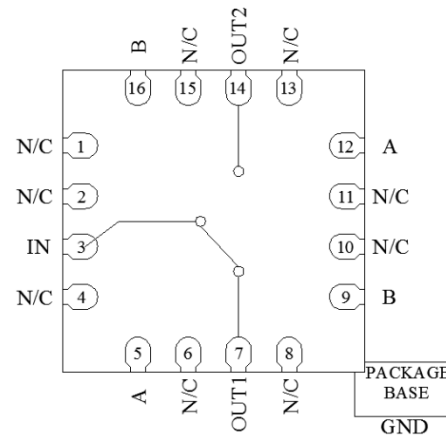 B
N/C
OUT2
N/C
16
15
14
13
N/C 1
12 A
N/C 2
11 N/C
IN 3
10 N/C
N/C 4
9 B
5
6
7
8
A
N/C
OUT1
N/C
PACKAGE
BASE
GND